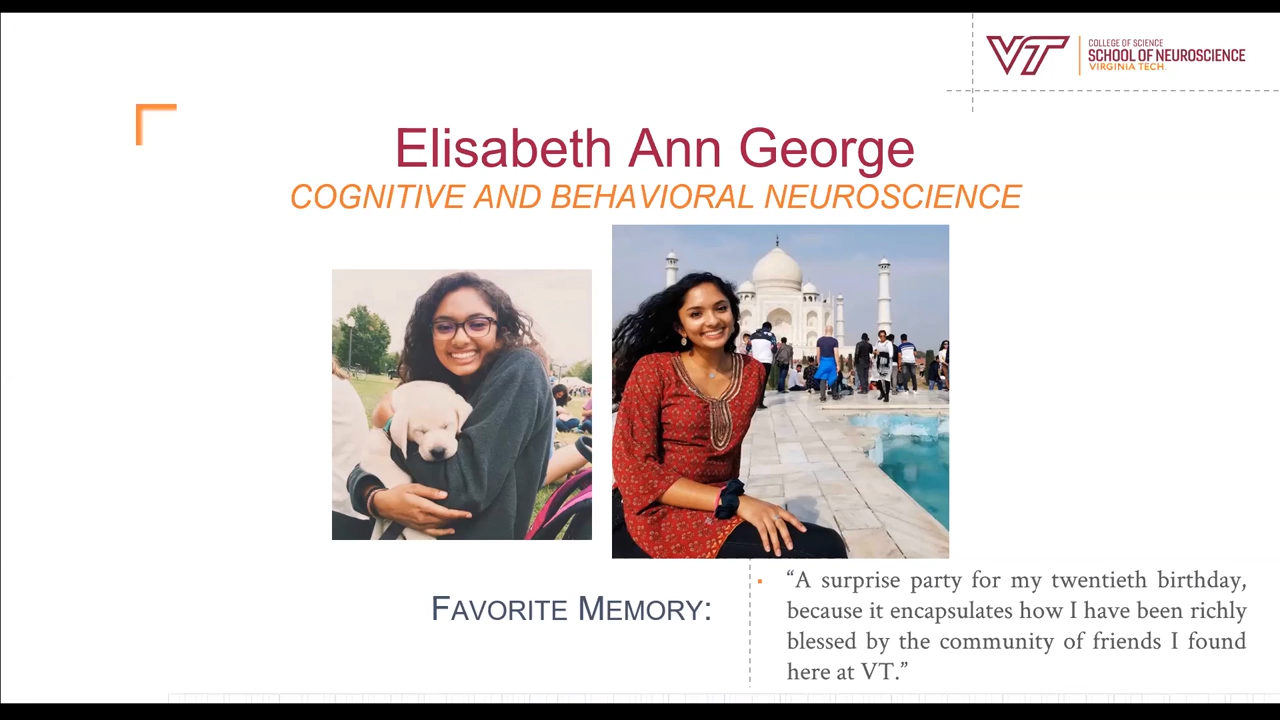 VT
COLLEGE OF SCIENCE
SCHOOL OF NEUROSCIENCE
VIRGINIA TECH
Elisabeth Ann George
COGNITIVE AND BEHAVIORAL NEUROSCIENCE
FAVORITE MEMORY:
▪ “A surprise party for my twentieth birthday,
because it encapsulates how I have been richly
blessed by the community of friends I found
here at VT.”